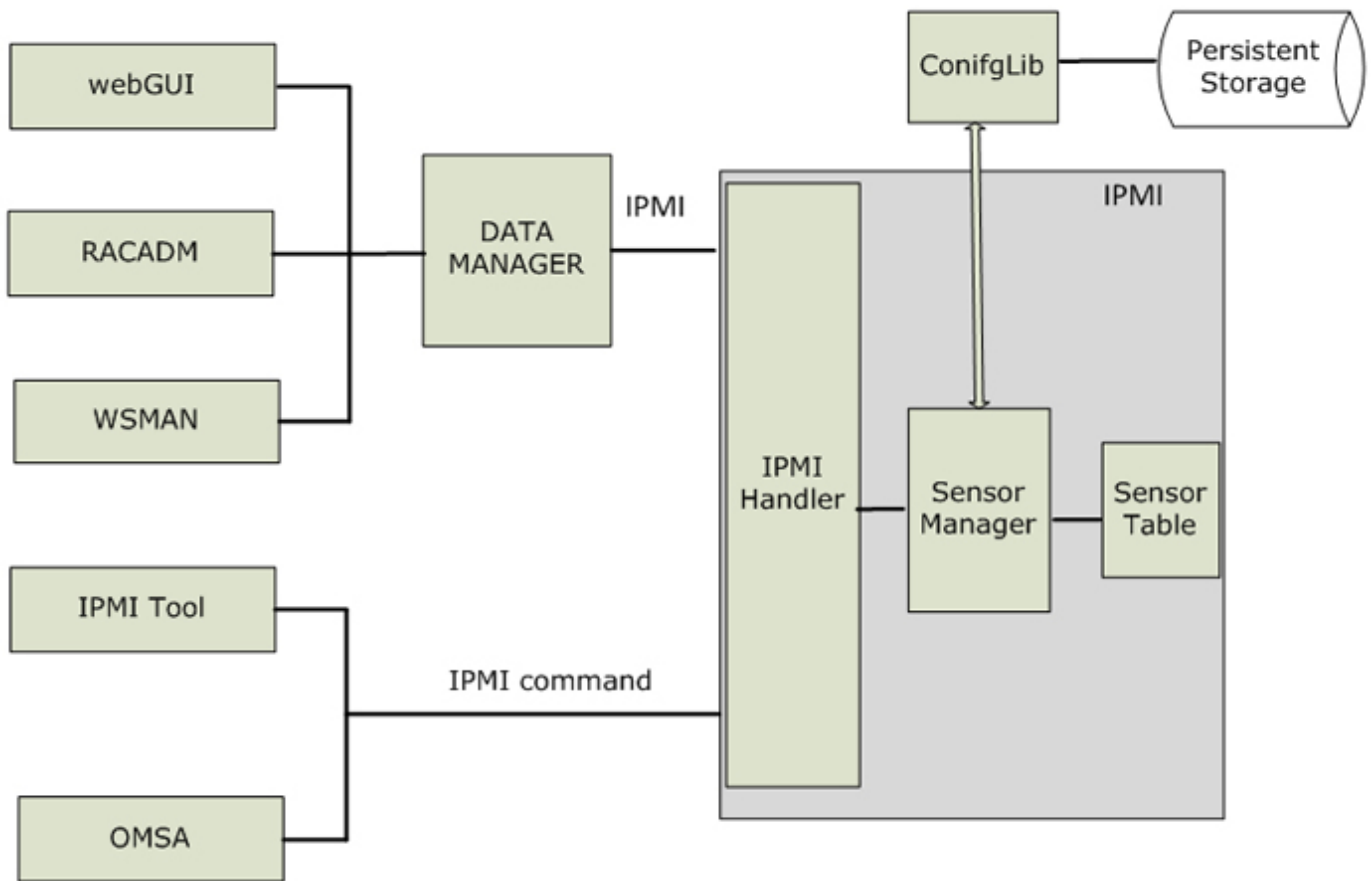 webGUI
RACADM
WSMAN
DATA
MANAGER
IPMI
ConifgLib
Persistent
Storage
IPMI
IPMI
Handler
Sensor
Manager
Sensor
Table
IPMI Tool
OMSA
IPMI command